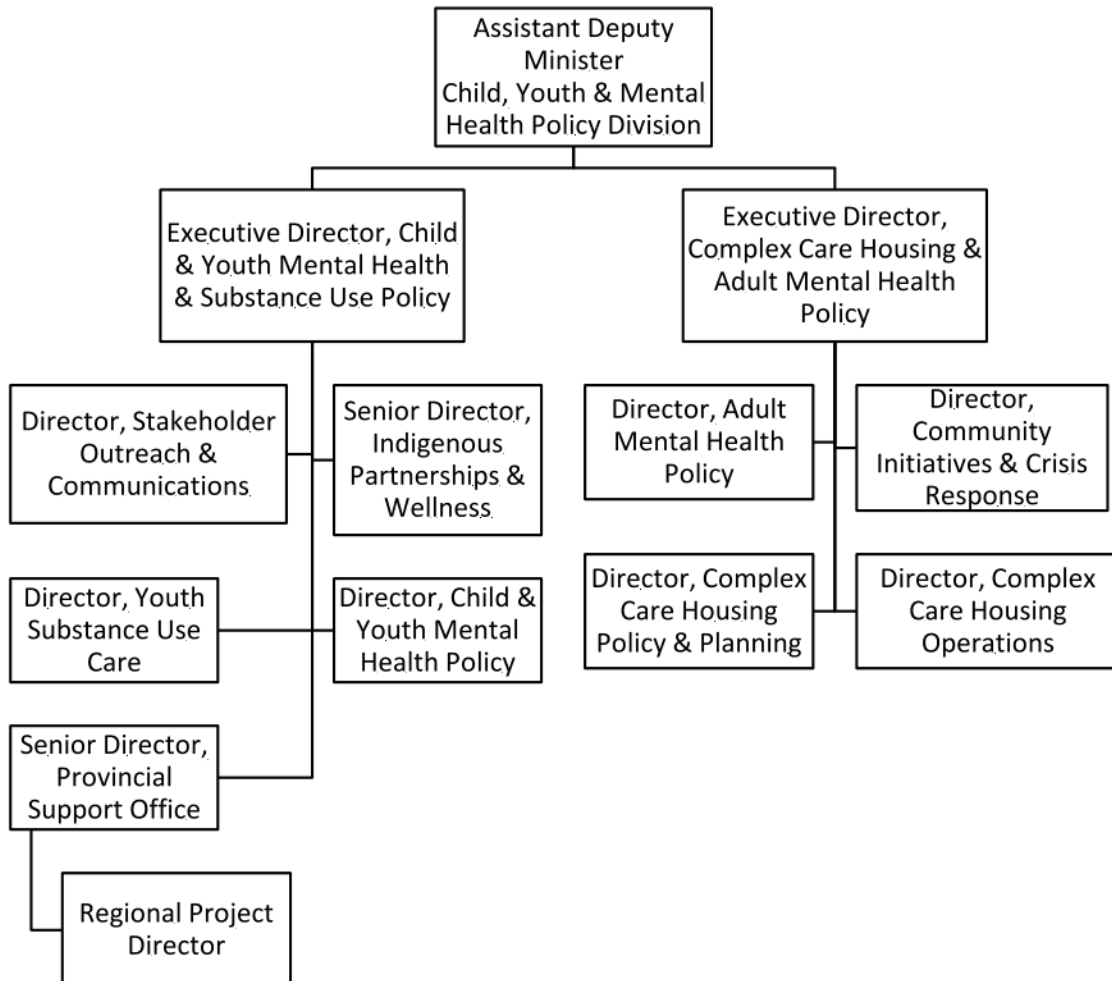 Assistant Deputy
Minister
Child, Youth & Mental
Health Policy Division
Executive Director, Child
& Youth Mental Health
& Substance Use Policy
Executive Director,
Complex Care Housing &
Adult Mental Health
Policy
Director, Stakeholder
Outreach &
Communications
Senior Director,
Indigenous
Partnerships &
Wellness
Director, Adult
Mental Health
Policy
Director,
Community
Initiatives & Crisis
Response
Director, Youth
Substance Use
Care
Director, Child &
Youth Mental
Health Policy
Director, Complex
Care Housing
Policy & Planning
Director, Complex
Care Housing
Operations
Senior Director,
Provincial
Support Office
Regional Project
Director